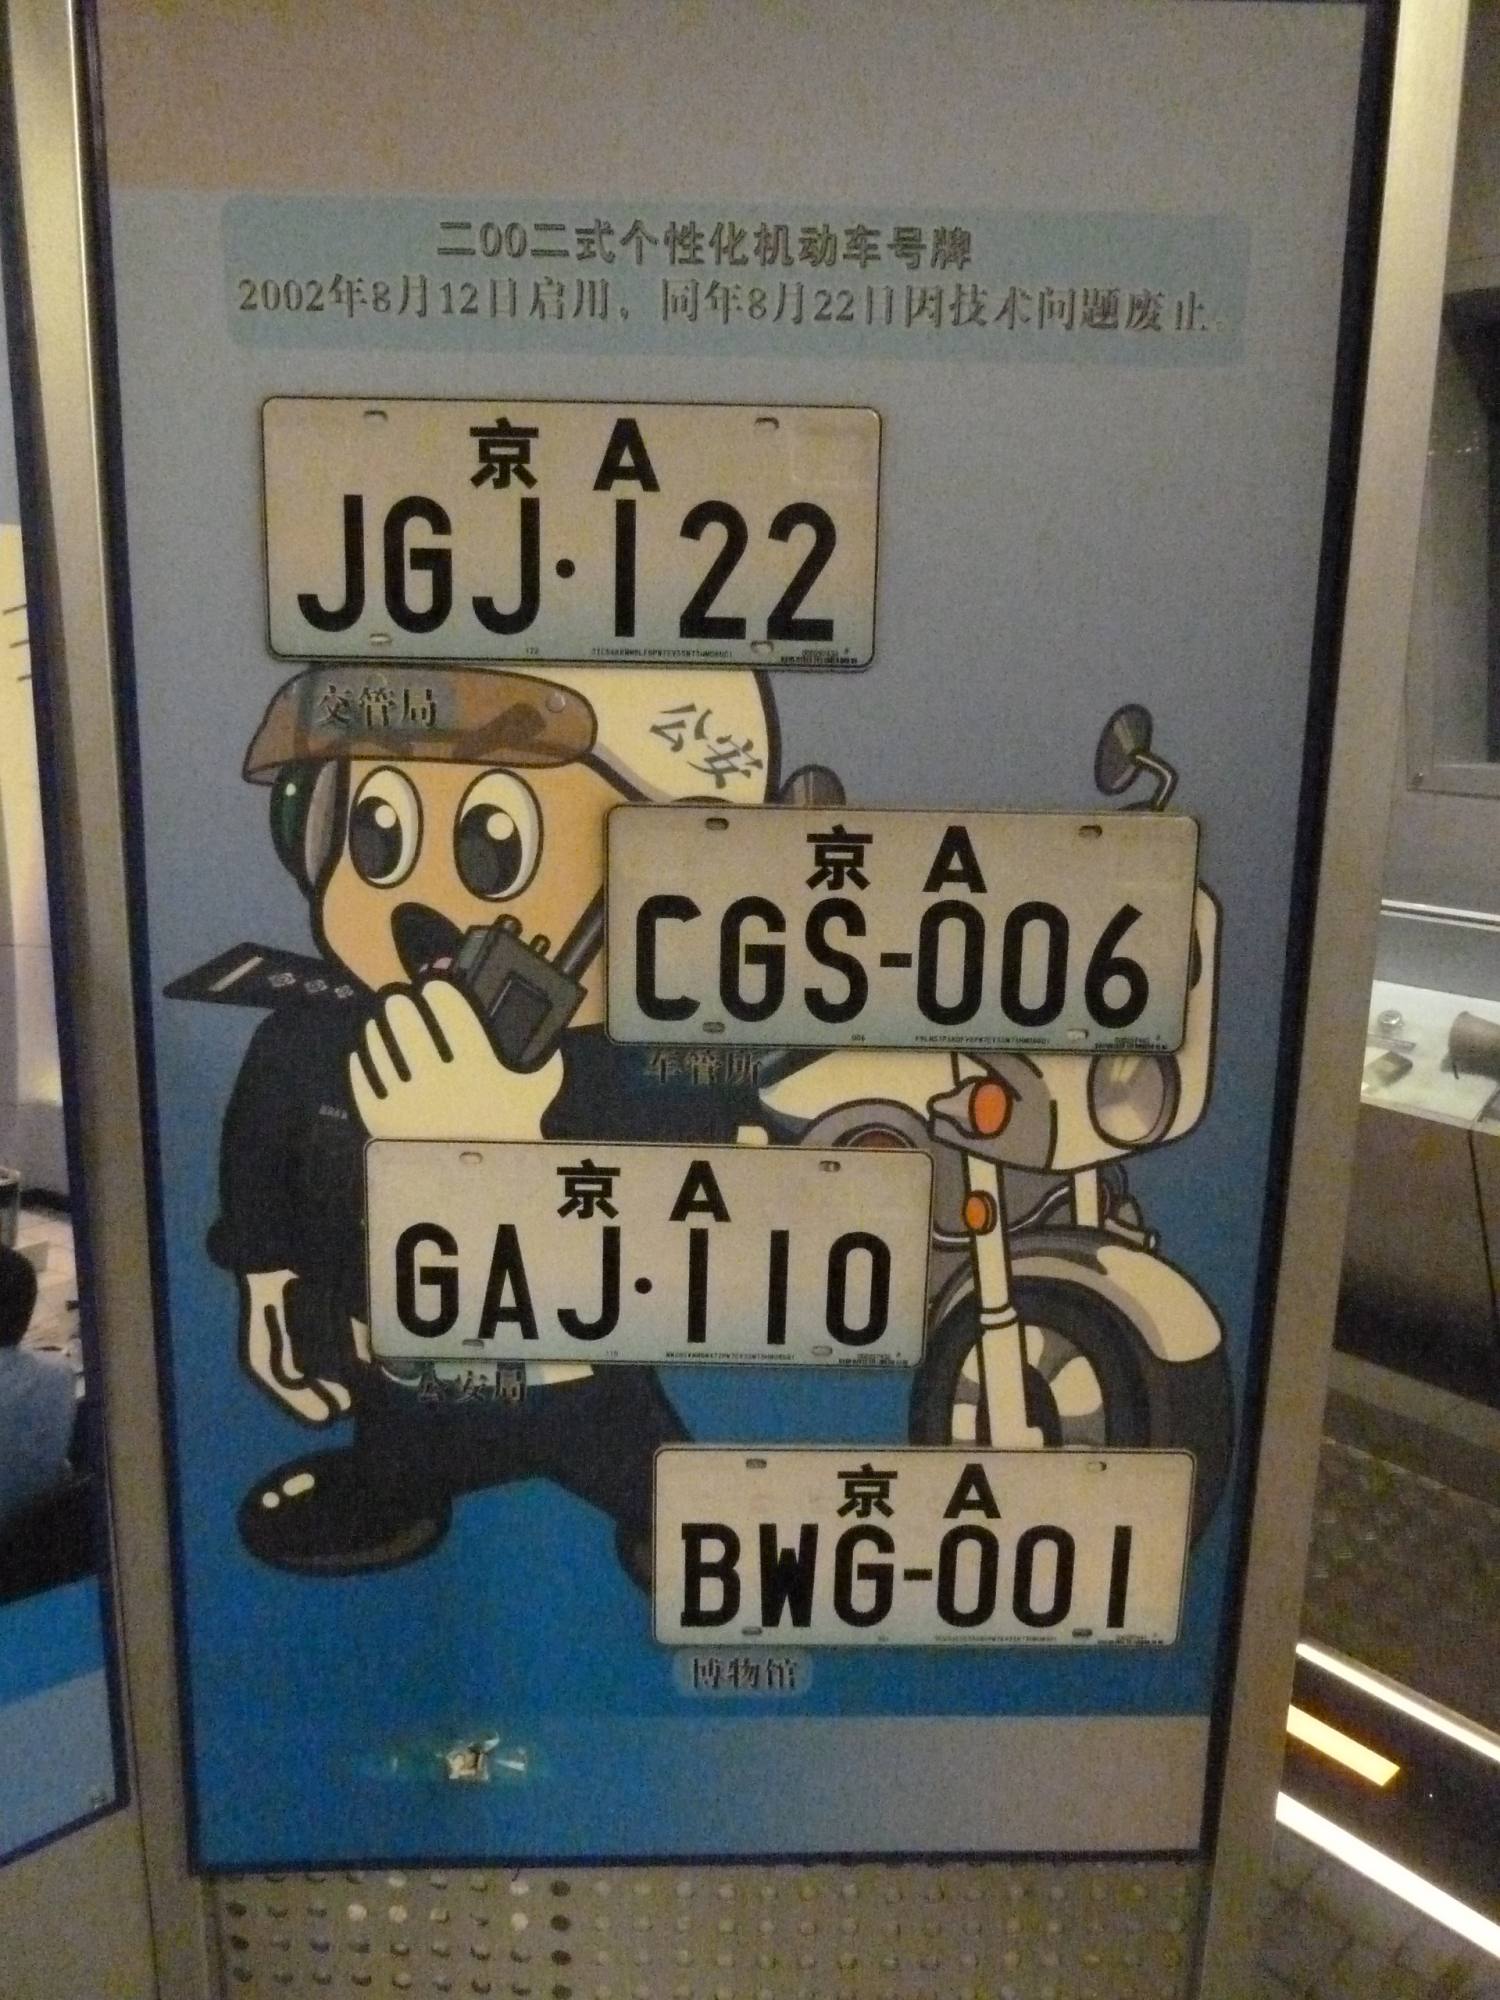 二00二式个性化机动车号牌
2002年8月12日启用，同年8月22日因技术问题废止。
京 A
JGJ·122
交管局
公安
京 A
CGS-006
车管所
京 A
GAJ·110
公安局
京 A
BWG-001
博物馆